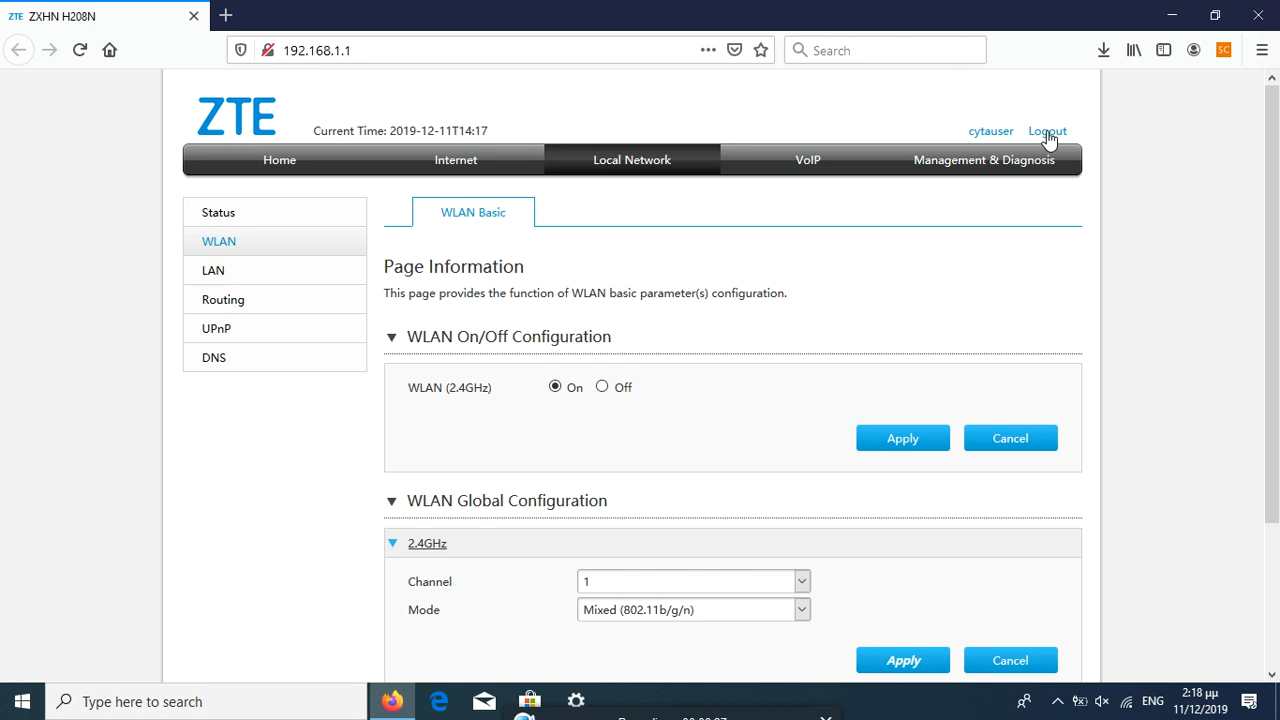 ZTE ZXHN H208N
192.168.1.1
Search
SC
ZTE
Current Time: 2019-12-11T14:17
cytauser Logout
Home Internet Local Network VoIP Management & Diagnosis
Status
WLAN
LAN
Routing
UPnP
DNS
WLAN Basic
Page Information
This page provides the function of WLAN basic parameter(s) configuration.
WLAN On/Off Configuration
WLAN (2.4GHz) On Off
Apply Cancel
WLAN Global Configuration
2.4GHz
Channel 1
Mode Mixed (802.11b/g/n)
Apply Cancel
Type here to search
ENG
2:18 μμ
11/12/2019